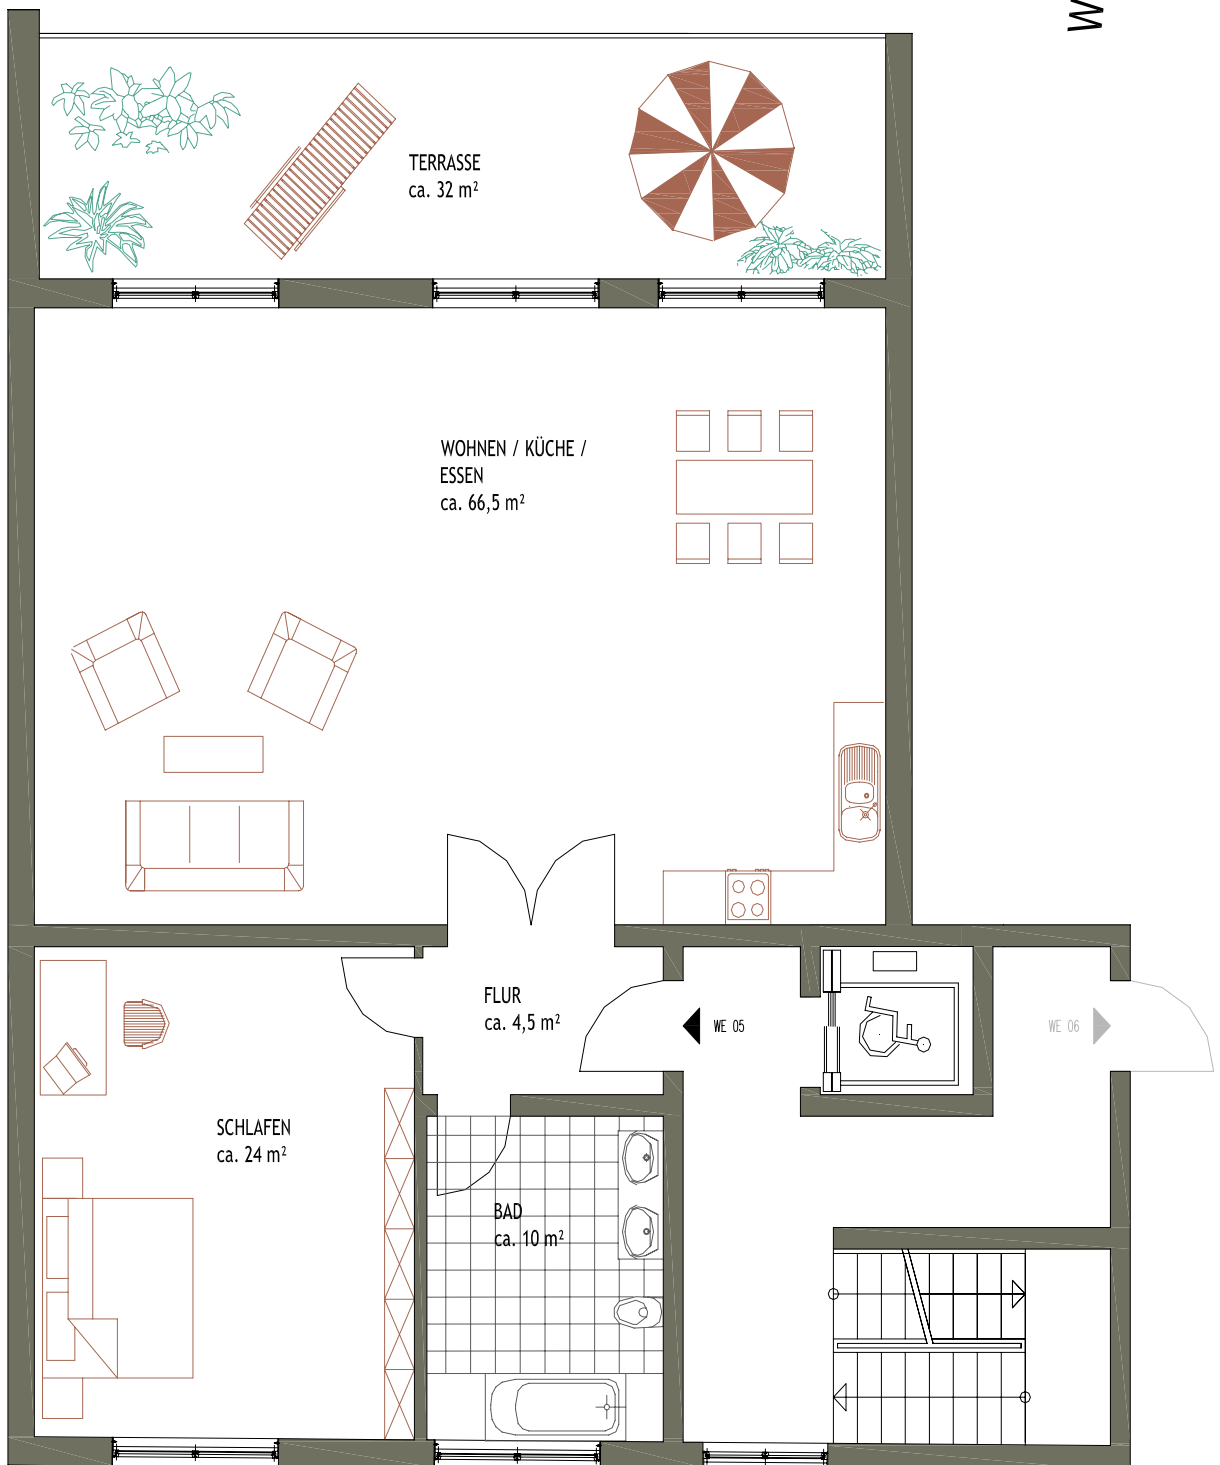 W
TERRASSE
ca. 32 m²
WOHNEN / KÜCHE /
ESSEN
ca. 66,5 m²
FLUR
ca. 4,5 m²
WE 05
WE 06
SCHLAFEN
ca. 24 m²
BAD
ca. 10 m²